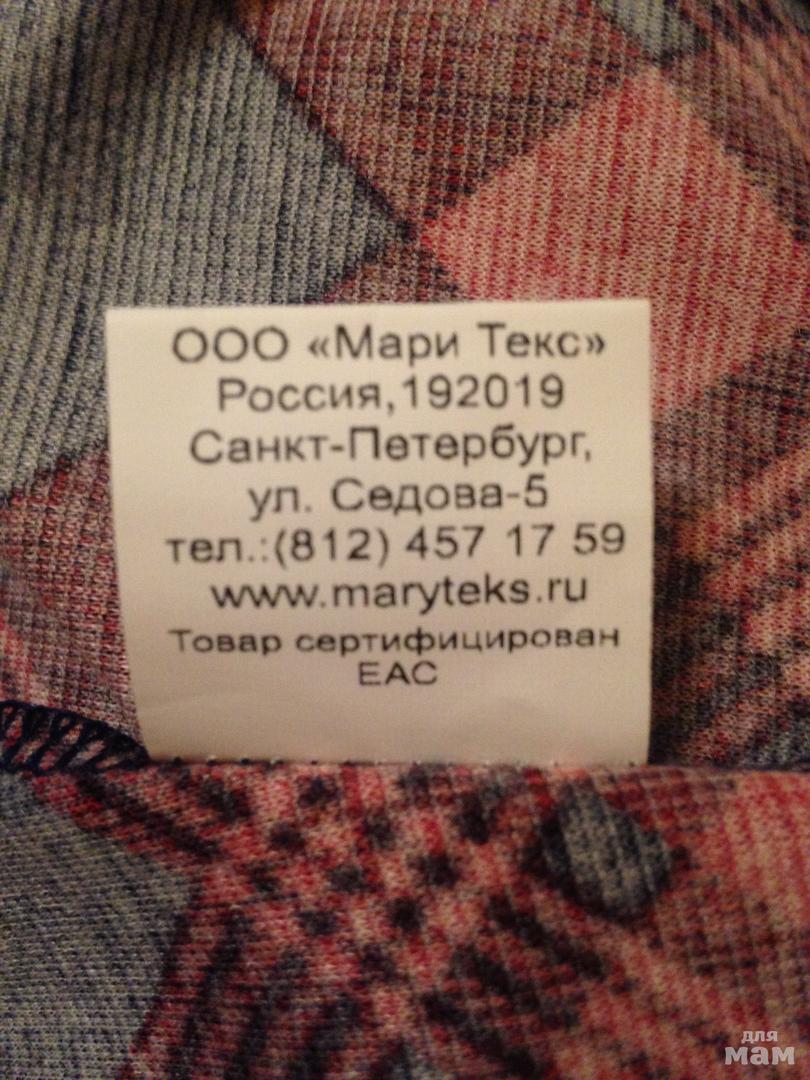 ООО «Мари Текс»
Россия,192019
Санкт-Петербург,
ул. Седова-5
тел.:(812) 457 17 59
www.maryteks.ru
Товар сертифицирован
ЕАС
для
мам